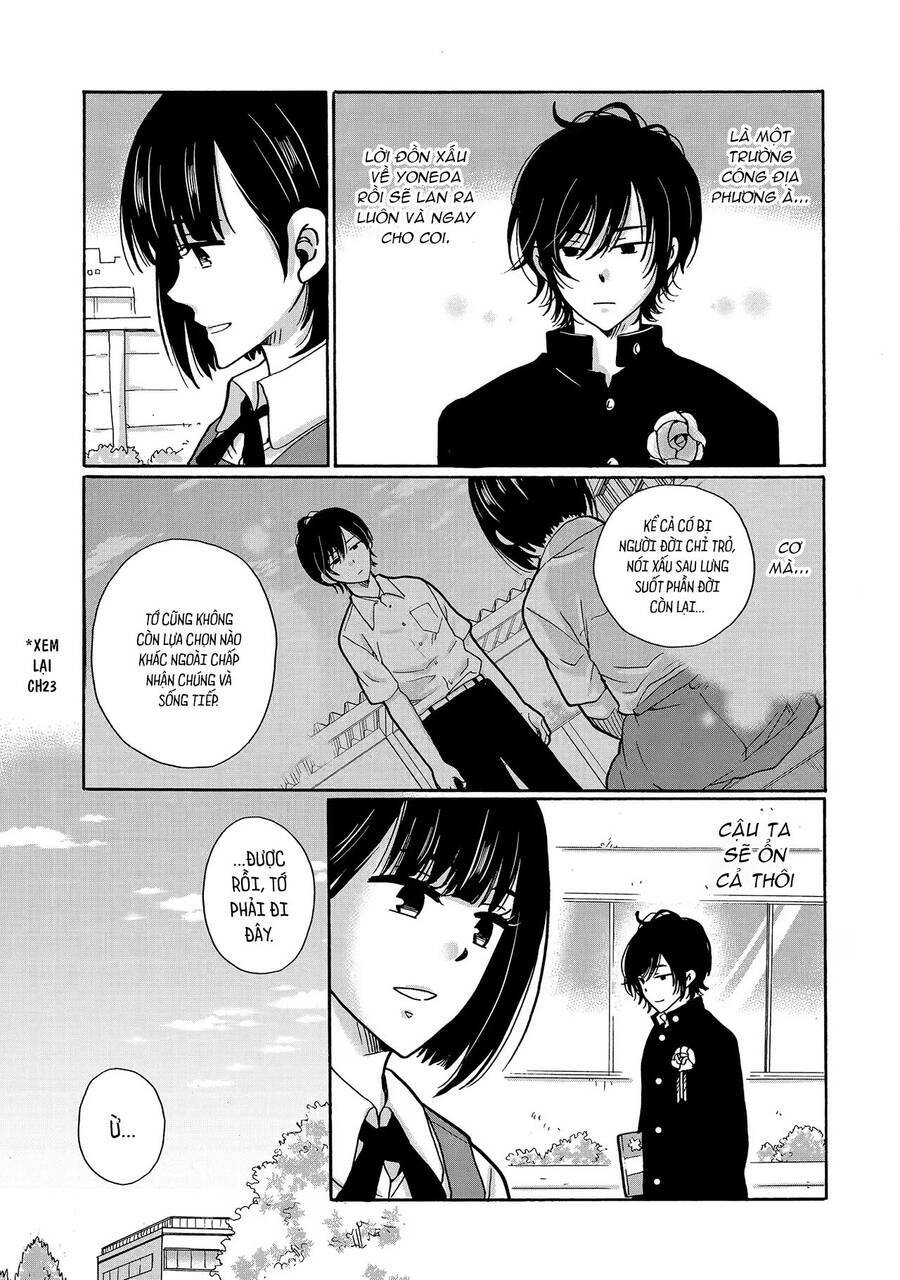 LÀ MỘT
TRƯỜNG
CÔNG ĐỊA
PHƯƠNG À...
LỜI ĐỒN XẤU
VỀ YONEDA
RỒI SẼ LAN RA
LUÔN VÀ NGAY
CHO COI.
CƠ
MÀ...
KỂ CẢ CÓ BỊ
NGƯỜI ĐỜI CHỈ TRỎ,
NÓI XẤU SAU LƯNG
SUỐT PHẦN ĐỜI
CÒN LẠI...
TỚ CŨNG KHÔNG
CÒN LỰA CHỌN NÀO
KHÁC NGOÀI CHẤP
NHẬN CHÚNG VÀ
SỐNG TIẾP.
*XEM
LẠI
CH23
CẬU TA
SẼ ỔN
CẢ THÔI
...ĐƯỢC
RỒI, TỚ
PHẢI ĐI
ĐÂY.
Ừ...